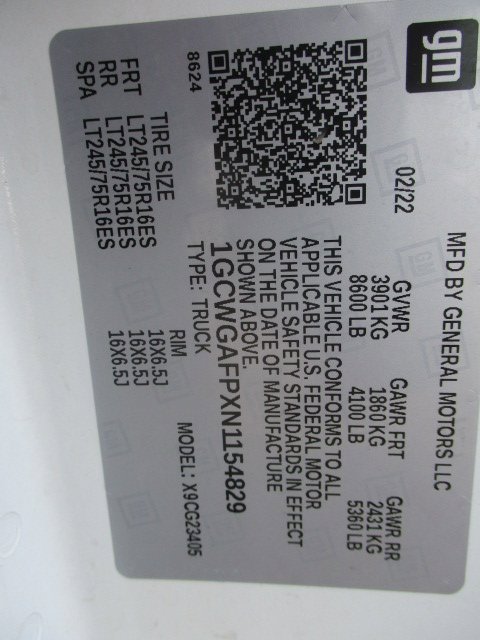 gm
MFD BY GENERAL MOTORS LLC
02/22
GVWR GAWR FRT GAWR RR
3901 KG 1860 KG 2431 KG
8600 LB 4100 LB 5360 LB
THIS VEHICLE CONFORMS TO ALL
APPLICABLE U.S. FEDERAL MOTOR
VEHICLE SAFETY STANDARDS IN EFFECT
ON THE DATE OF MANUFACTURE
SHOWN ABOVE.
1GCWGAFPXN1154829
TYPE: TRUCK MODEL: X9CG23405
8624
TIRE SIZE RIM
FRT LT245/75R16ES 16X6.5J
RR LT245/75R16ES 16X6.5J
SPA LT245/75R16ES 16X6.5J